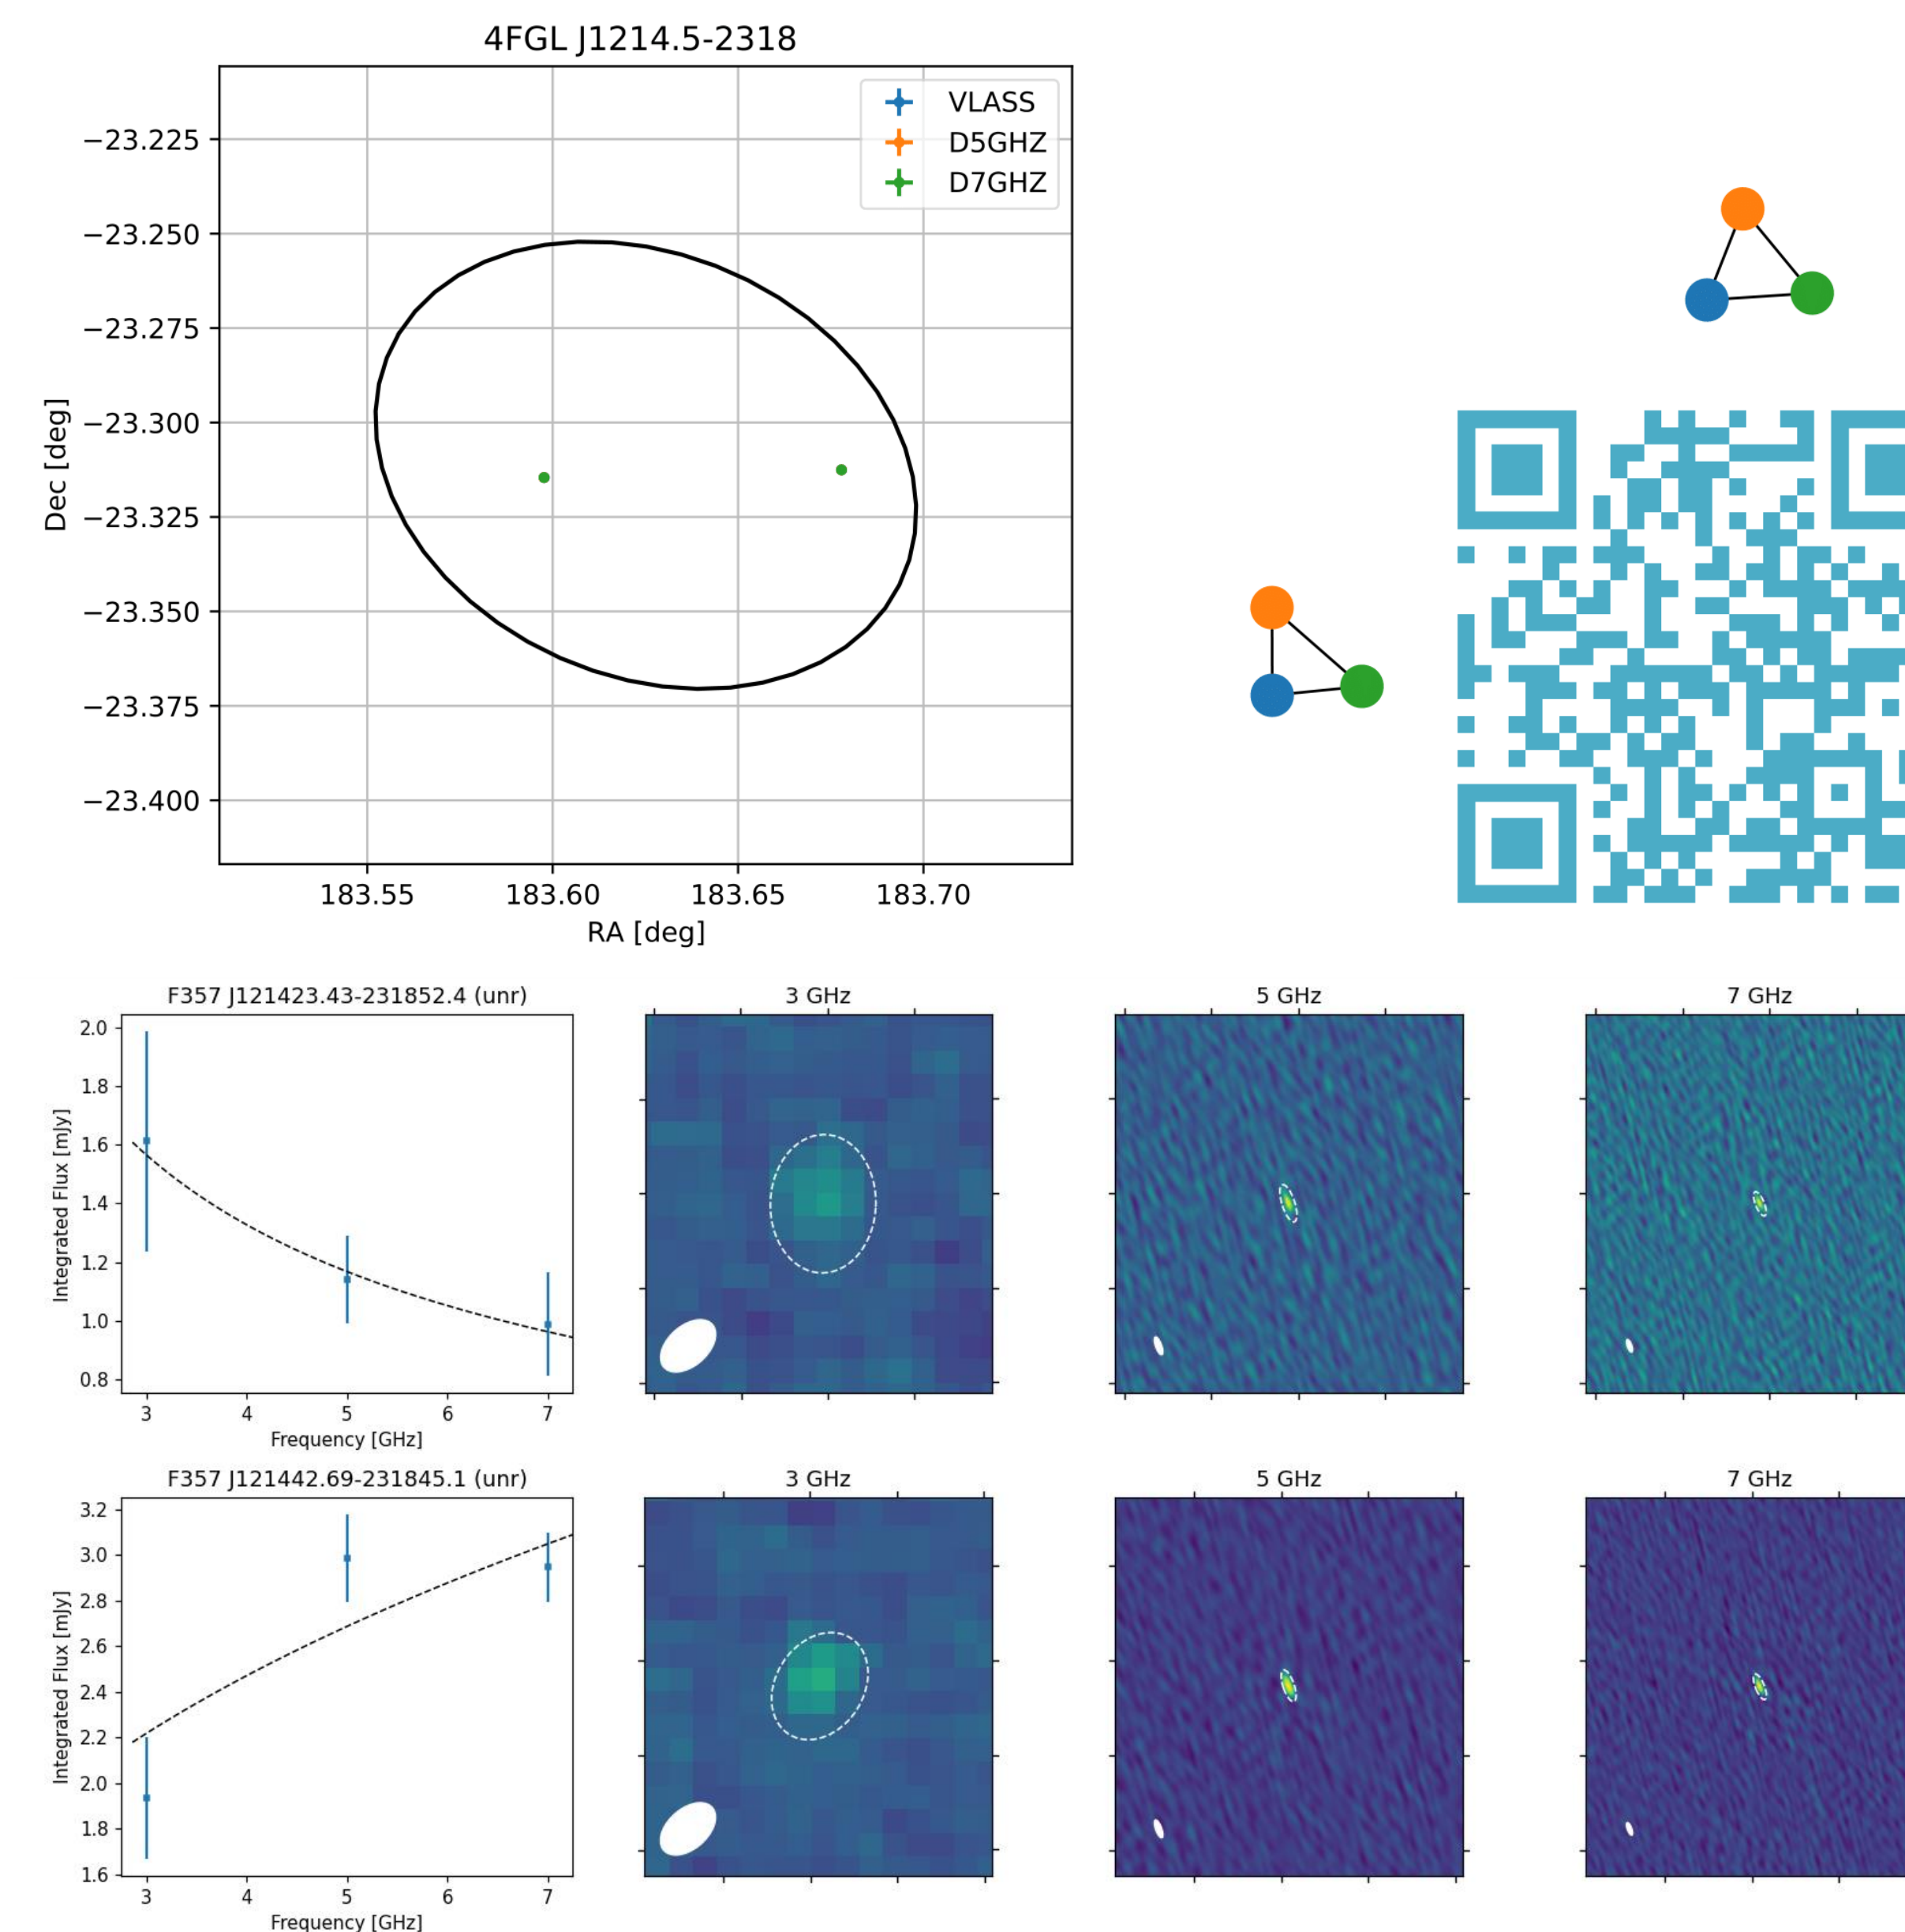 4FGL J1214.5-2318
VLASS
D5GHZ
D7GHZ
−23.225
−23.250
−23.275
−23.300
−23.325
−23.350
−23.375
−23.400
Dec [deg]
183.55 183.60 183.65 183.70
RA [deg]
F357 J121423.43-231852.4 (unr)
3 GHz
5 GHz
7 GHz
2.0
1.8
1.6
1.4
1.2
1.0
0.8
Integrated Flux [mJy]
3 4 5 6 7
Frequency [GHz]
F357 J121442.69-231845.1 (unr)
3 GHz
5 GHz
7 GHz
3.2
3.0
2.8
2.6
2.4
2.2
2.0
1.8
1.6
Integrated Flux [mJy]
3 4 5 6 7
Frequency [GHz]